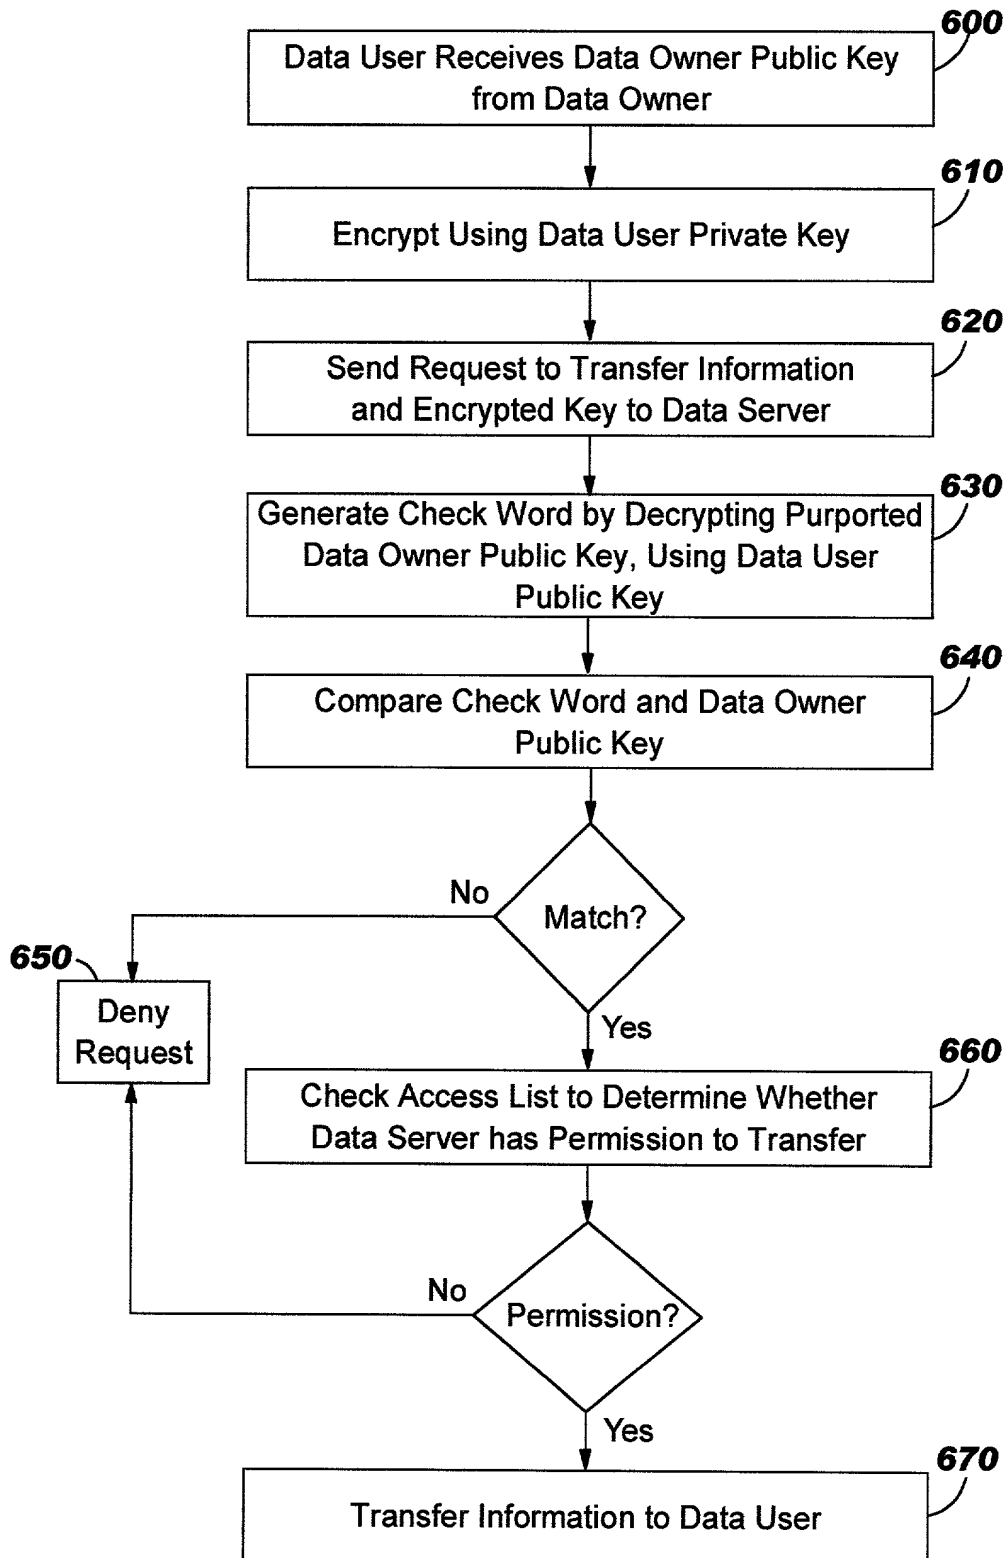 600
Data User Receives Data Owner Public Key
from Data Owner
610
Encrypt Using Data User Private Key
620
Send Request to Transfer Information
and Encrypted Key to Data Server
630
Generate Check Word by Decrypting Purported
Data Owner Public Key, Using Data User
Public Key
640
Compare Check Word and Data Owner
Public Key
No
Match?
650
Deny
Request
Yes
660
Check Access List to Determine Whether
Data Server has Permission to Transfer
No
Permission?
Yes
670
Transfer Information to Data User